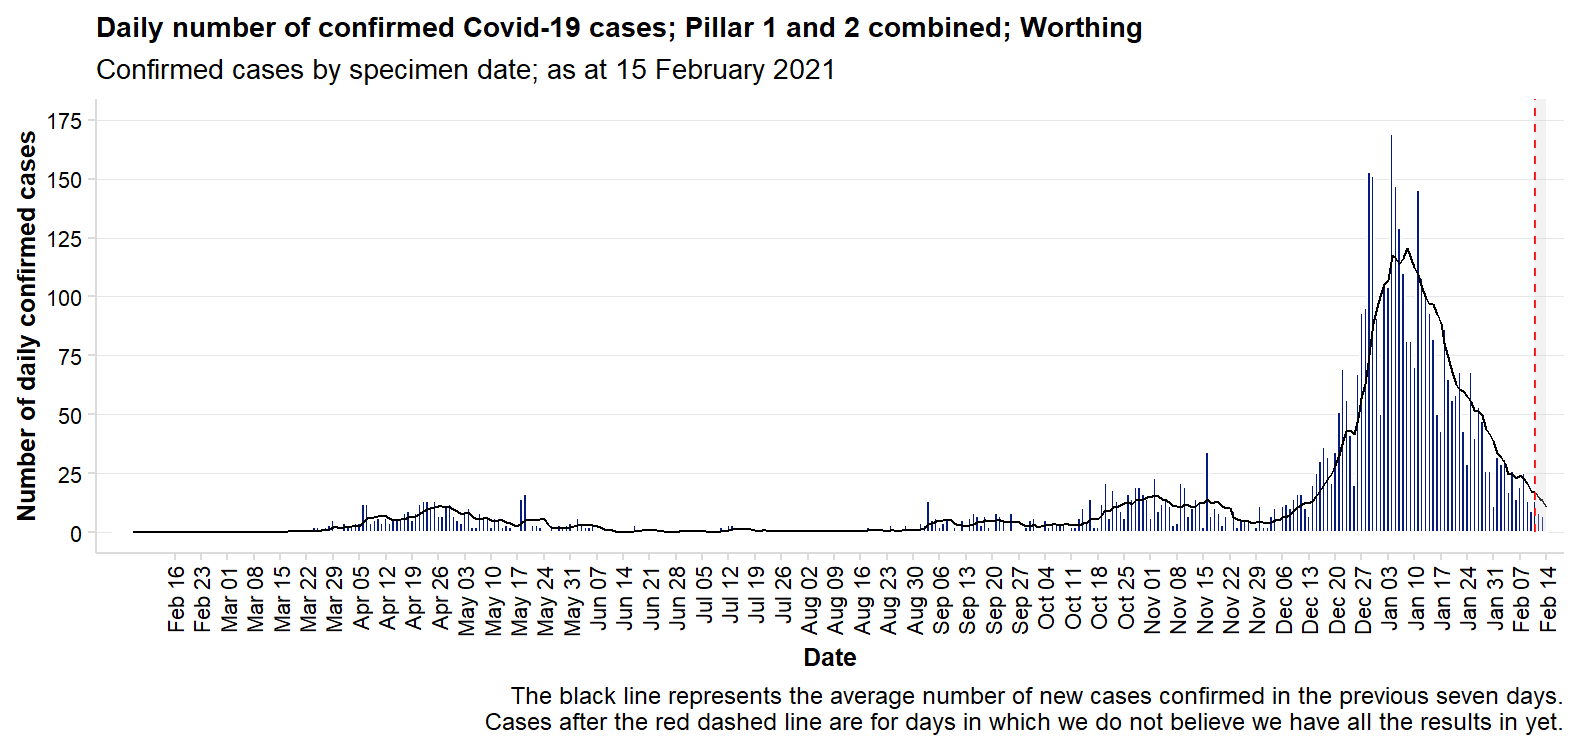 Daily number of confirmed Covid-19 cases; Pillar 1 and 2 combined; Worthing
Confirmed cases by specimen date; as at 15 February 2021
Number of daily confirmed cases
175
150
125
100
75
50
25
0
Feb 16
Feb 23
Mar 01
Mar 08
Mar 15
Mar 22
Mar 29
Apr 05
Apr 12
Apr 19
Apr 26
May 03
May 10
May 17
May 24
May 31
Jun 07
Jun 14
Jun 21
Jun 28
Jul 05
Jul 12
Jul 19
Jul 26
Aug 02
Aug 09
Aug 16
Aug 23
Aug 30
Sep 06
Sep 13
Sep 20
Sep 27
Oct 04
Oct 11
Oct 18
Oct 25
Nov 01
Nov 08
Nov 15
Nov 22
Nov 29
Dec 06
Dec 13
Dec 20
Dec 27
Jan 03
Jan 10
Jan 17
Jan 24
Jan 31
Feb 07
Feb 14
Date
The black line represents the average number of new cases confirmed in the previous seven days.
Cases after the red dashed line are for days in which we do not believe we have all the results in yet.